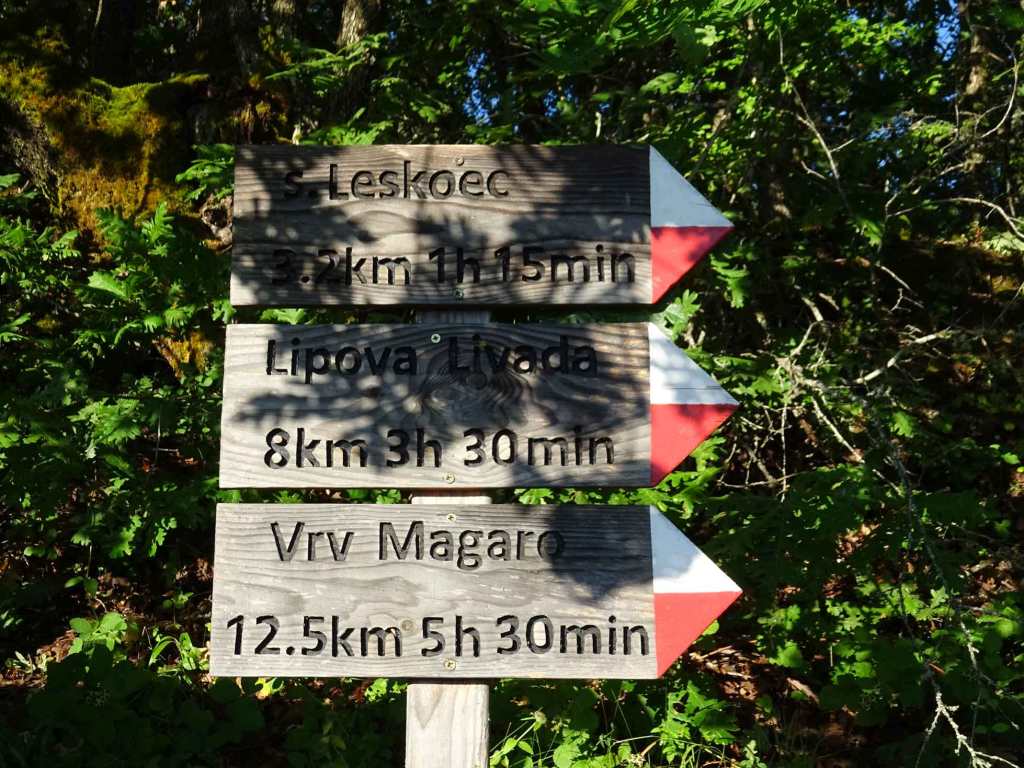 s. Leskoec
3.2km 1h 15min
Lipova Livada
8km 3h 30min
Vrv Magaro
12.5km 5h 30min